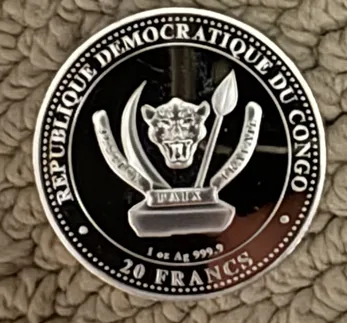 REPUBLIQUE DEMOCRATIQUE DU CONGO
PAIX
1 oz Ag 999.9
20 FRANCS